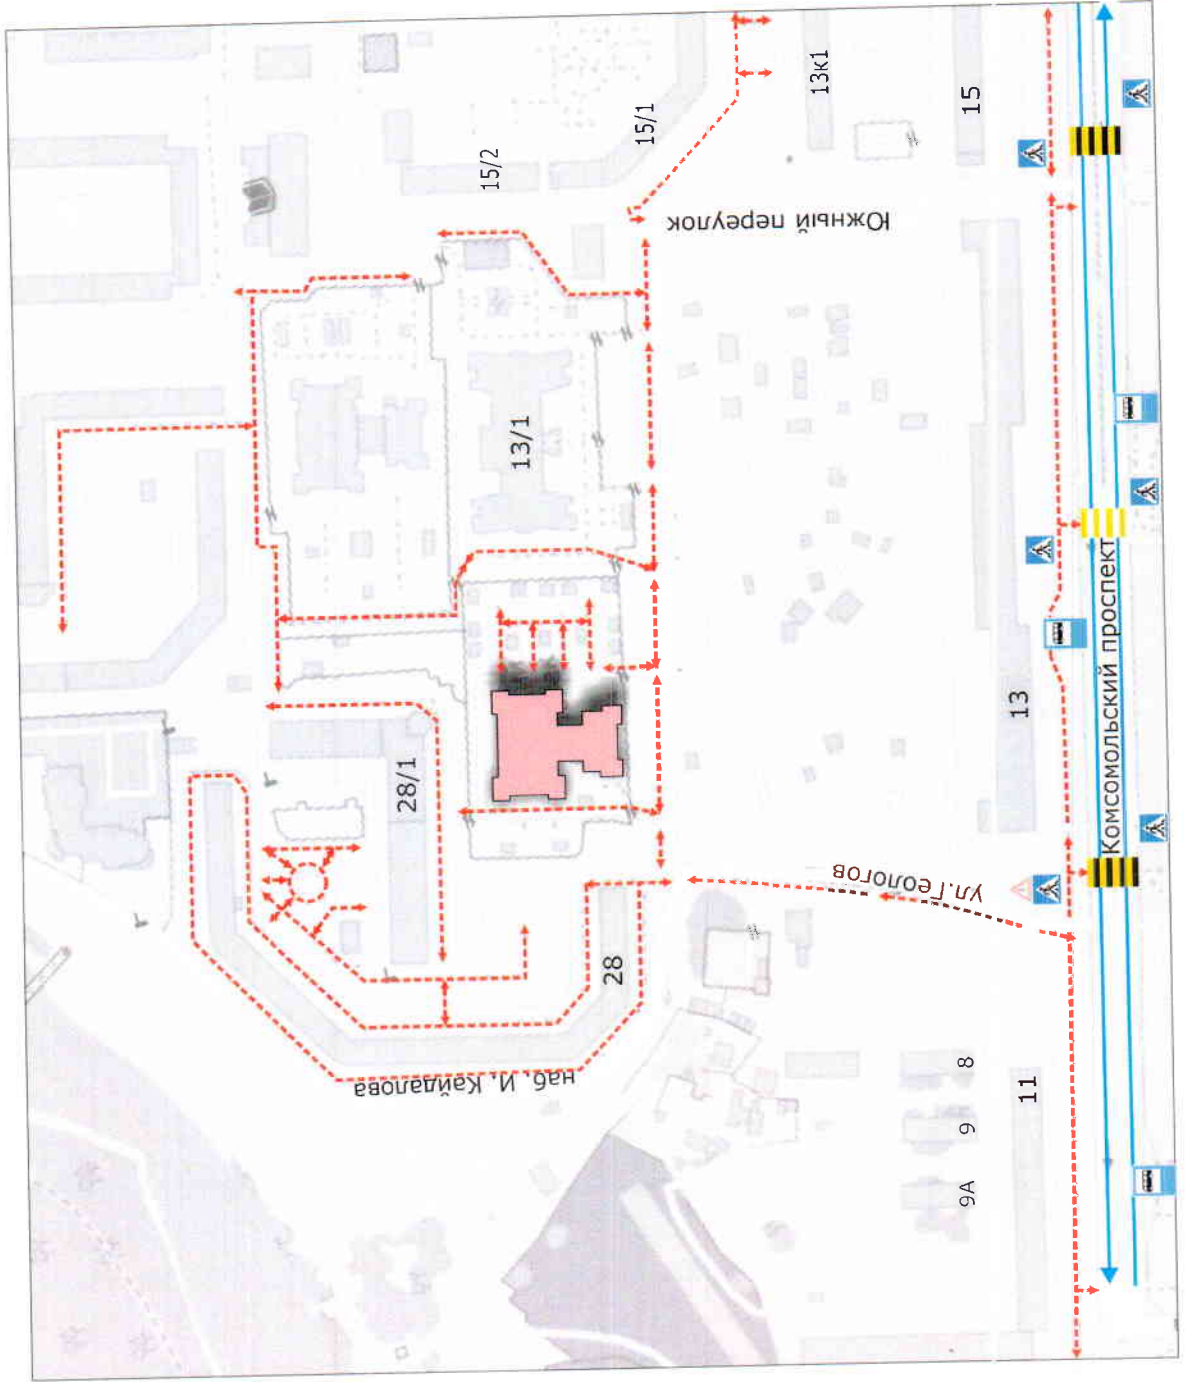 15/2
15/1
13к1
15
Южный переулок
13/1
28/1
13
Комсомольский проспект
ул.Геологов
28
наб. И. Кайдалова
8
9
9А
11